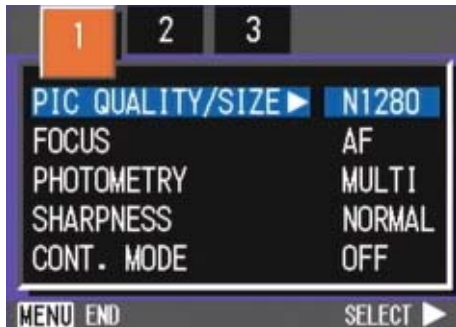 1 2 3
PIC QUALITY/SIZE▶ N1280
FOCUS AF
PHOTOMETRY MULTI
SHARPNESS NORMAL
CONT. MODE OFF
MENU END SELECT ▶